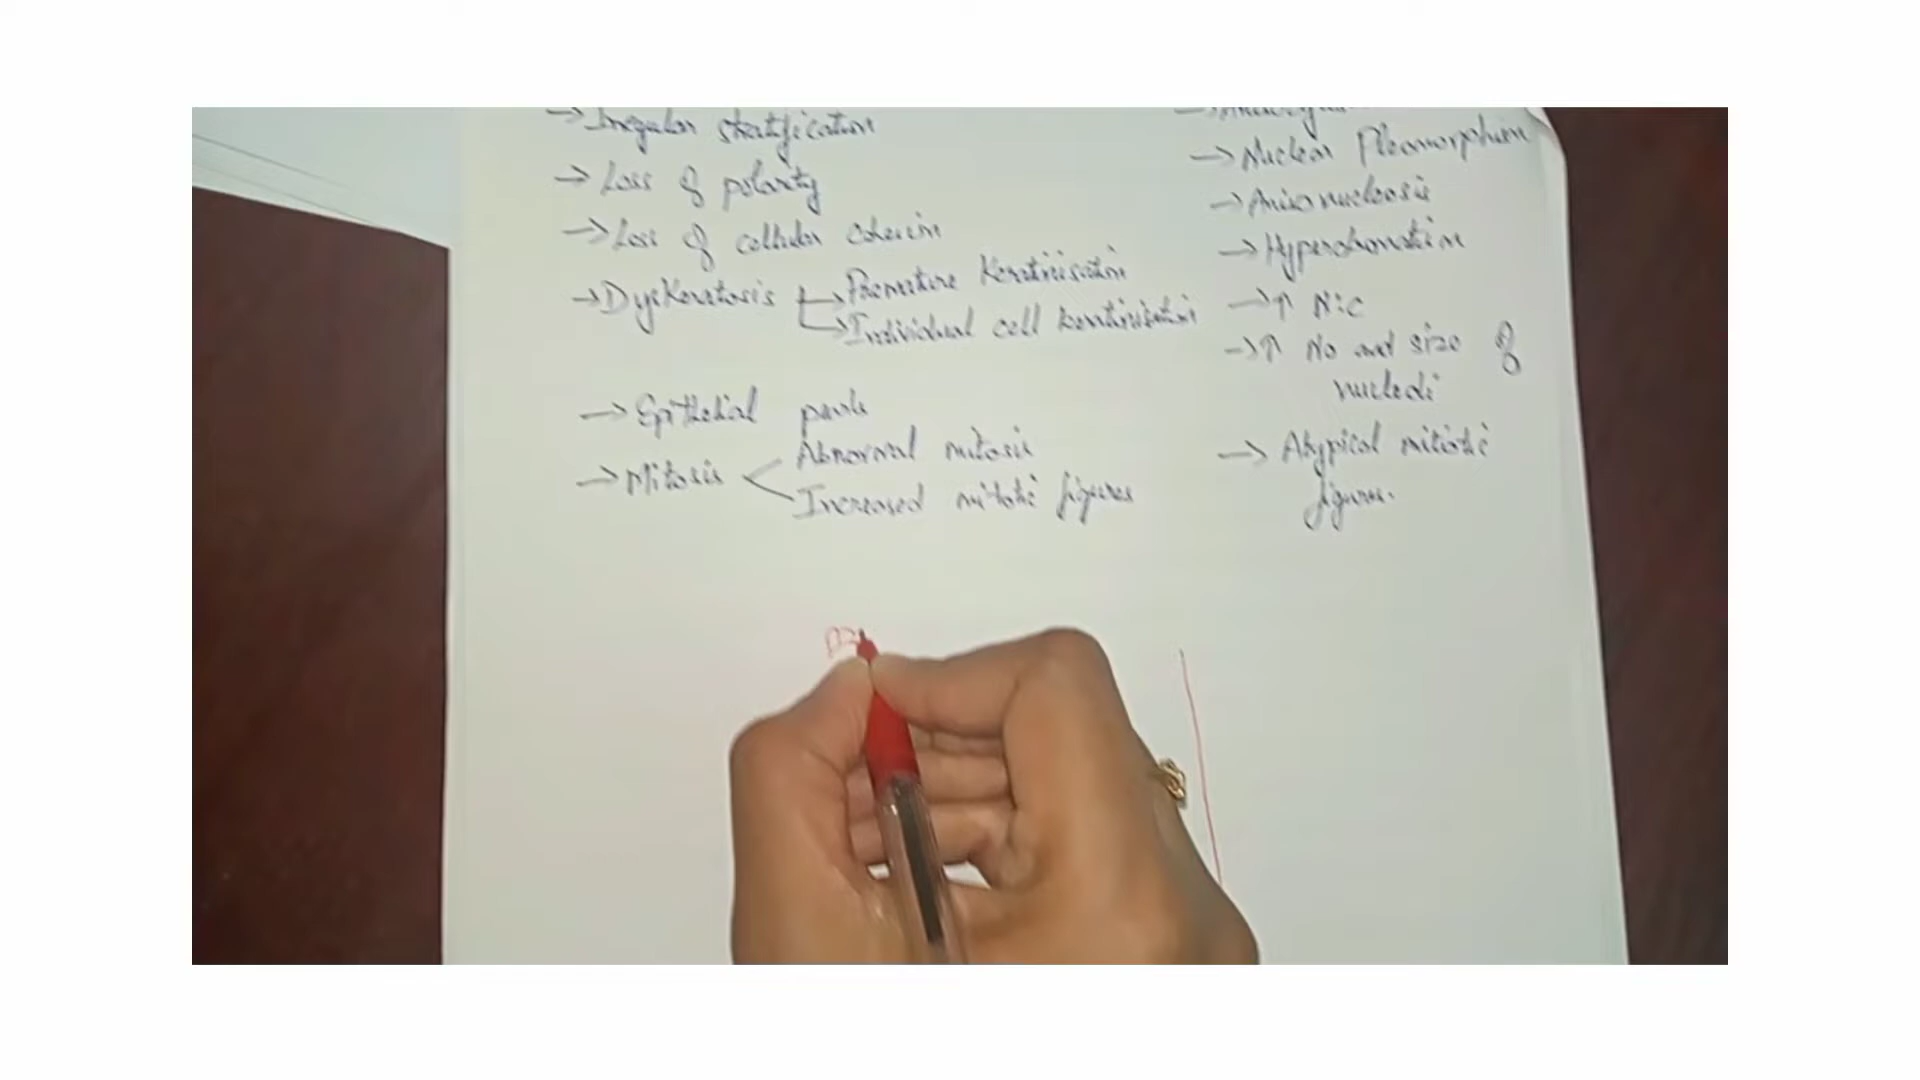 → Irregular stratification
→ Loss of polarity
→ Loss of cellular cohesion
→ Dyskeratosis → Premature Keratinisation
→ Individual cell keratinisation
→ Epithelial pearls
→ Mitosis Abnormal mitosis
Increased mitotic figures
→ Nuclear Pleomorphism
→ Anisonucleosis
→ Hyperchromatism
→ ↑ N:C
→ ↑ No and size of
nucleoli
→ Atypical mitotic
figures.